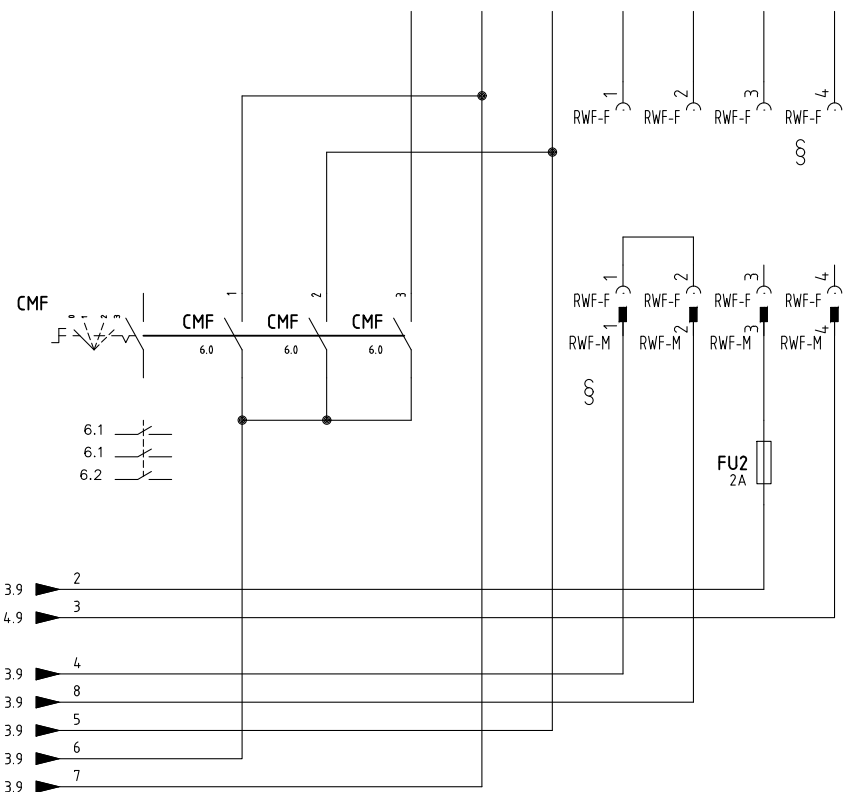 1 2 3 4
RWF-F RWF-F RWF-F RWF-F
§
1 2 3 4
CMF
0 1 2 3
1 2 3
RWF-F RWF-F RWF-F RWF-F
CMF CMF CMF
6.0 6.0 6.0
1 2 3 4
RWF-M RWF-M RWF-M RWF-M
§
6.1
6.1
6.2
FU2
2A
3.9 2
4.9 3
3.9 4
3.9 8
3.9 5
3.9 6
3.9 7